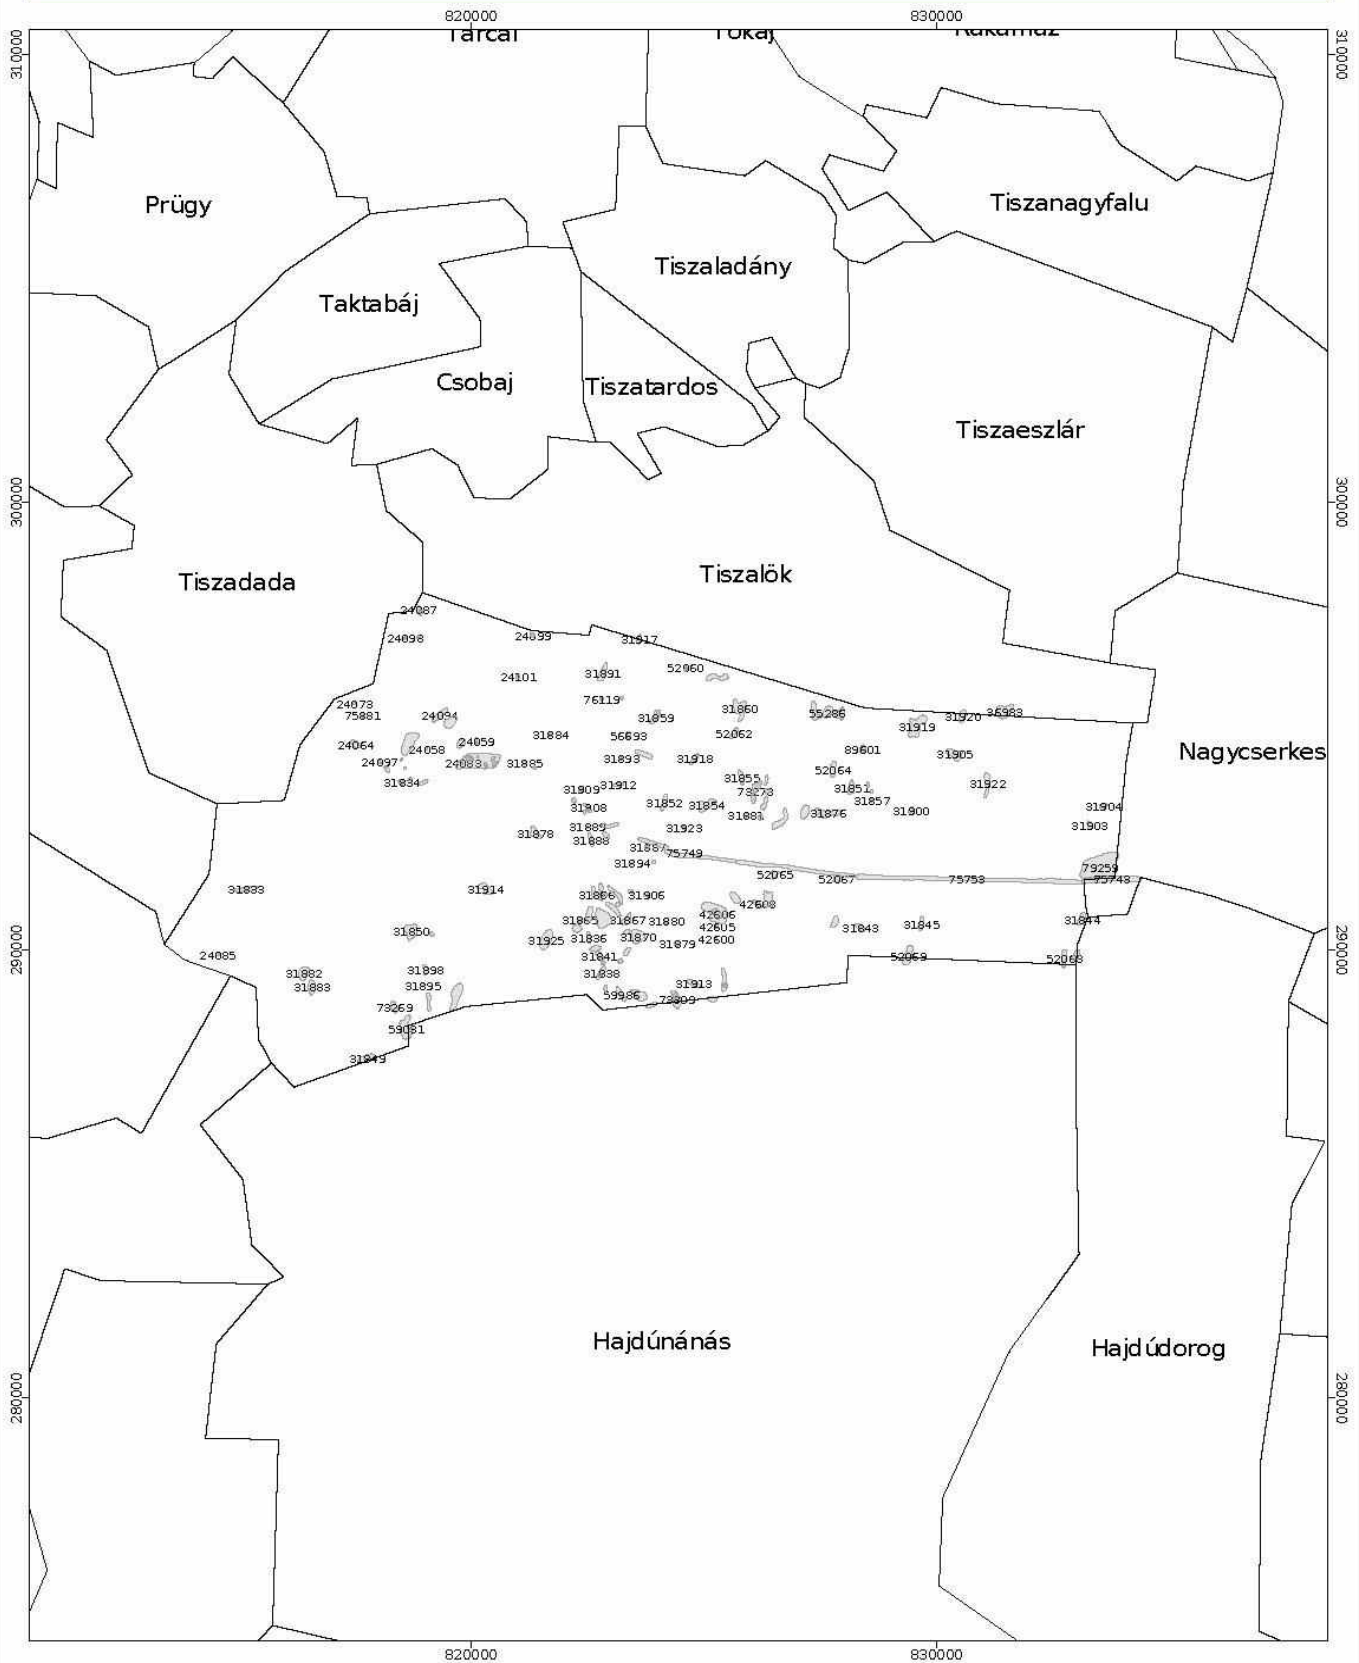 820000 830000
310000 310000
Tarcal Tokaj Rakamaz
Prügy Tiszanagyfalu
Tiszaladány
Taktabáj
Csobaj Tiszatardos
Tiszaeszlár
300000 300000
Tiszadada Tiszalök
24087
24098 24099 31917
24101 31891 52060
24073 76119
75881 24094 31859 31860 55286 31919 31920 36983
24064 24058 24059 31884 56693 52062
24097 24083 31885 31893 31918 89601 31905
Nagycserkes
31834 31909 31912 31855 52064 31922
31908 31852 31854 73273 31851 31857
31881 31876 31900 31904
31878 31889 31923 31903
31888 31887 75749
31894 52065 52067 75753 79259 75748
31833 31914 31886 31906 42608
31850 31865 31867 31880 42606 31843 31845 31844
31925 31836 31870 31879 42605 42600
24085 31841 52069 52068
31882 31898 31838
31883 31895 31913
73269 59986 73309
59081
31849
290000 290000
Hajdúnánás Hajdúdorog
280000 280000
820000 830000